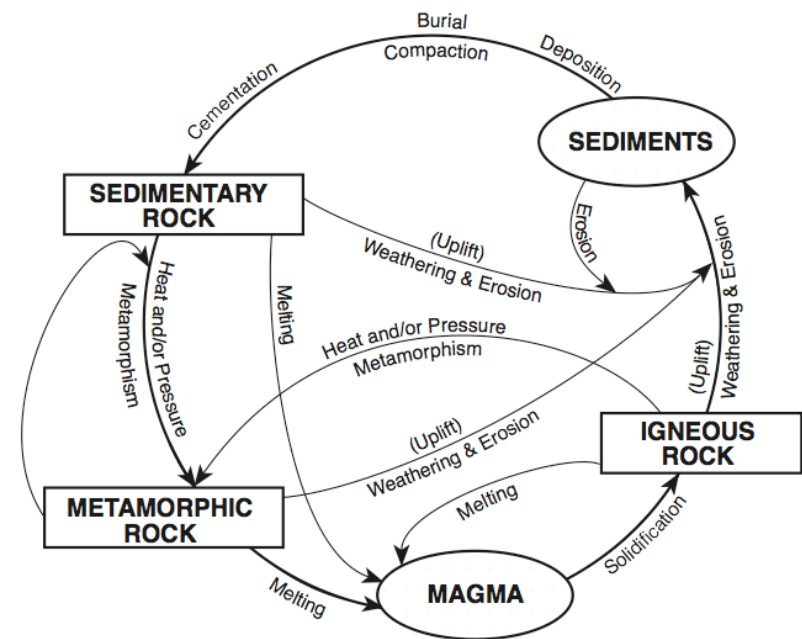 Burial
Compaction
Deposition
Cementation
SEDIMENTS
SEDIMENTARY
ROCK
Erosion
(Uplift)
Weathering & Erosion
Heat and/or Pressure
Metamorphism
Melting
Heat and/or Pressure
Metamorphism
(Uplift)
Weathering & Erosion
(Uplift)
Weathering & Erosion
IGNEOUS
ROCK
METAMORPHIC
ROCK
Melting
Solidification
Melting
MAGMA